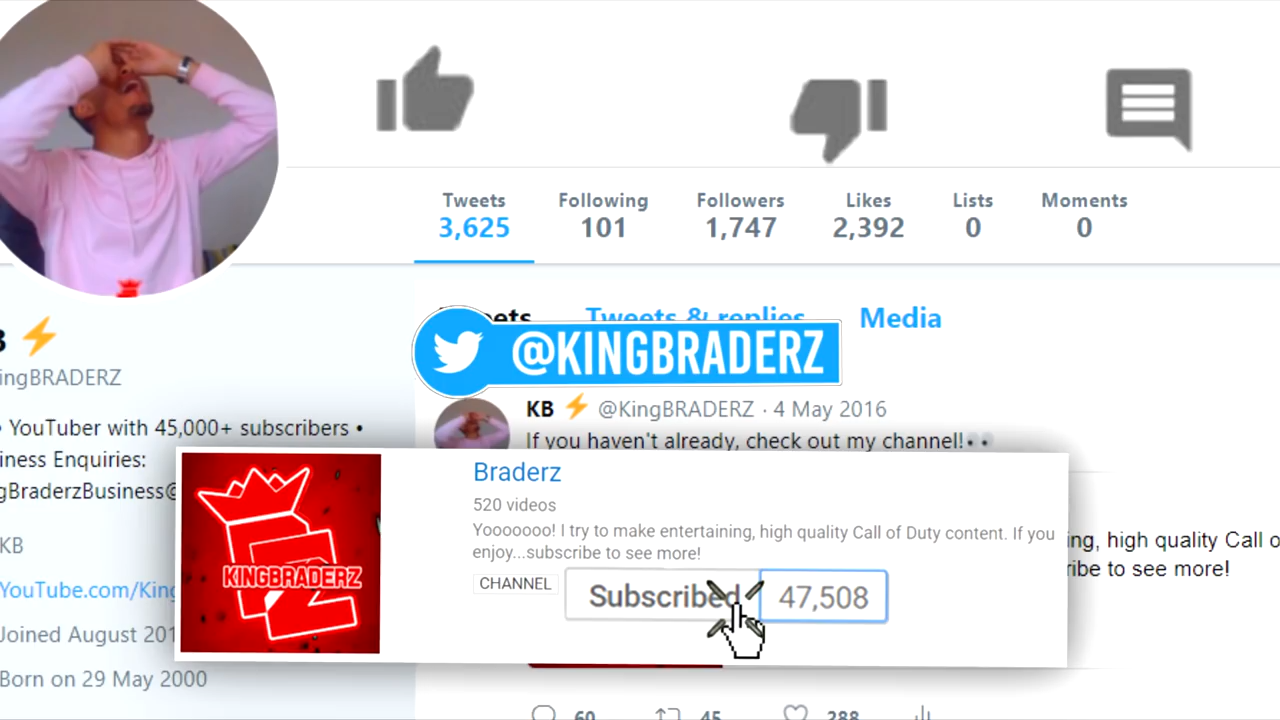 Tweets Following Followers Likes Lists Moments
3,625 101 1,747 2,392 0 0
Tweets & replies Media
@KINGBRADERZ
ingBRADERZ
KB ⚡ @KingBRADERZ · 4 May 2016
If you haven't already, check out my channel!👀
• YouTuber with 45,000+ subscribers •
iness Enquiries:
gBraderzBusiness@
KB
YouTube.com/King
Joined August 201
Born on 29 May 2000
KINGBRADERZ
Braderz
520 videos
Yooooooo! I try to make entertaining, high quality Call of Duty content. If you
enjoy...subscribe to see more!
CHANNEL Subscribed 47,508
ing, high quality Call o
ribe to see more!
60 45 288